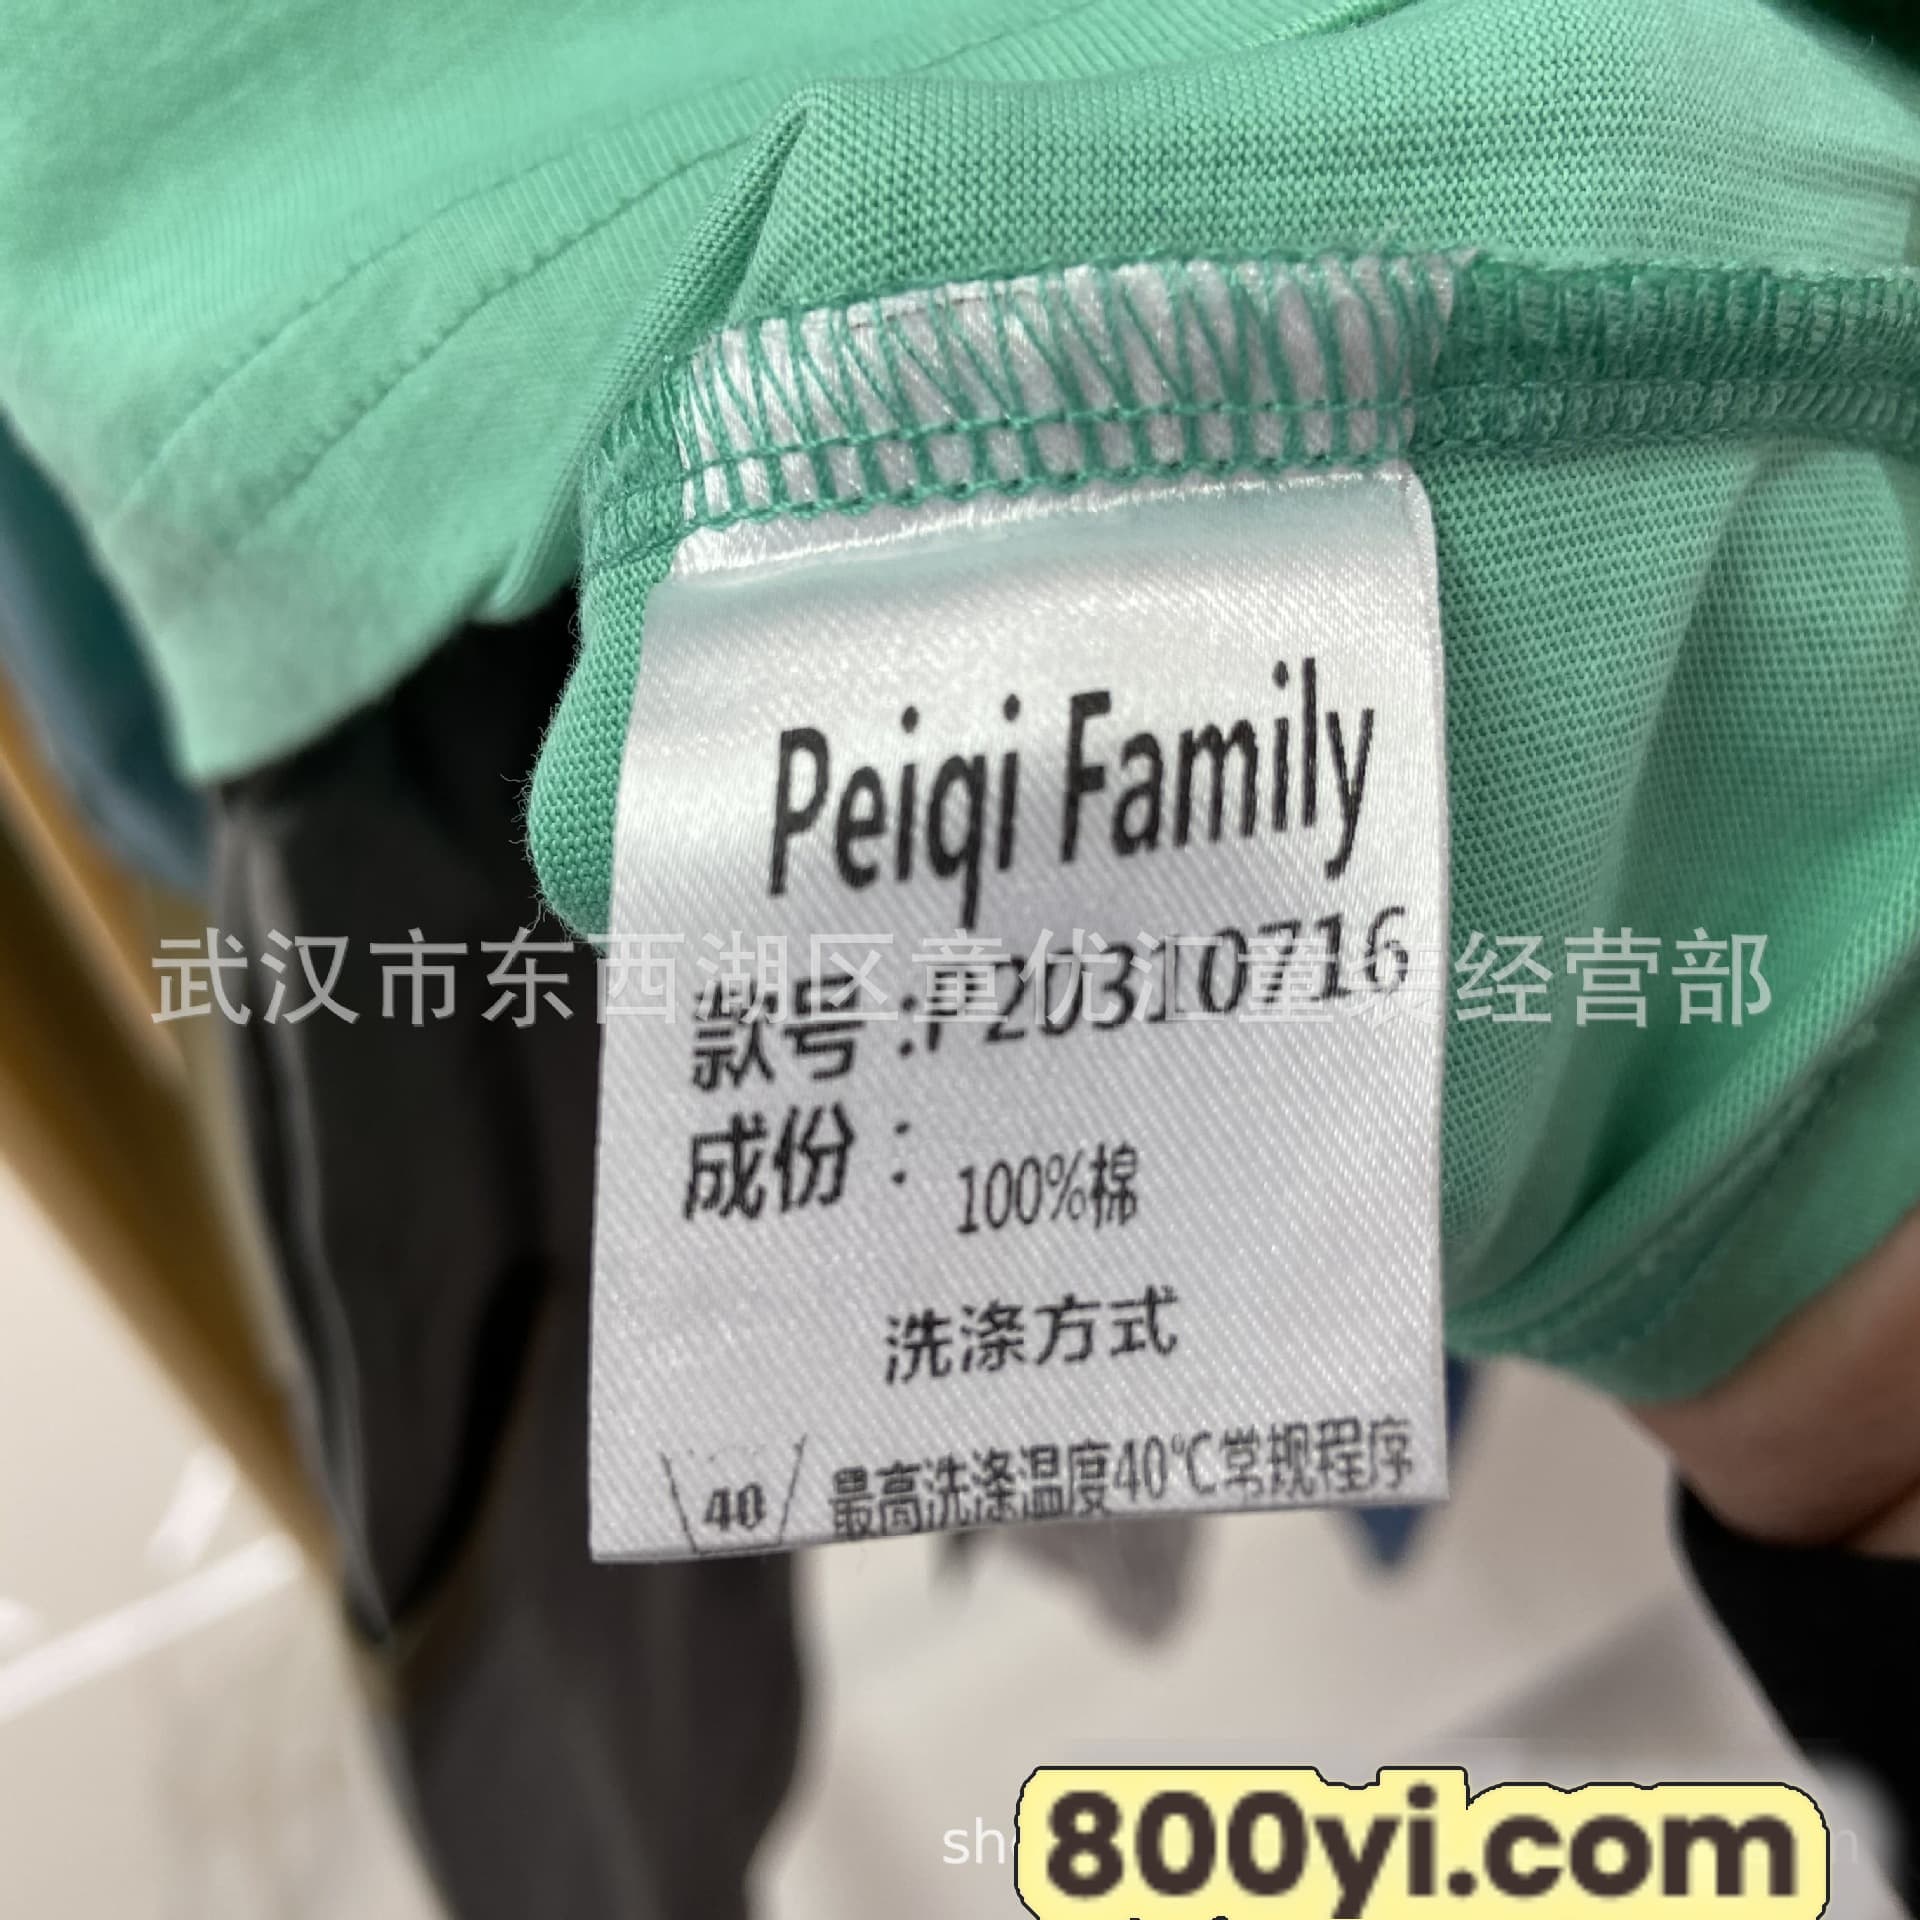 Peiqi Family
武汉市东西湖区童优汇童装经营部
款号:P20310716
成份：100%棉
洗涤方式
40 最高洗涤温度40℃常规程序
800yi.com